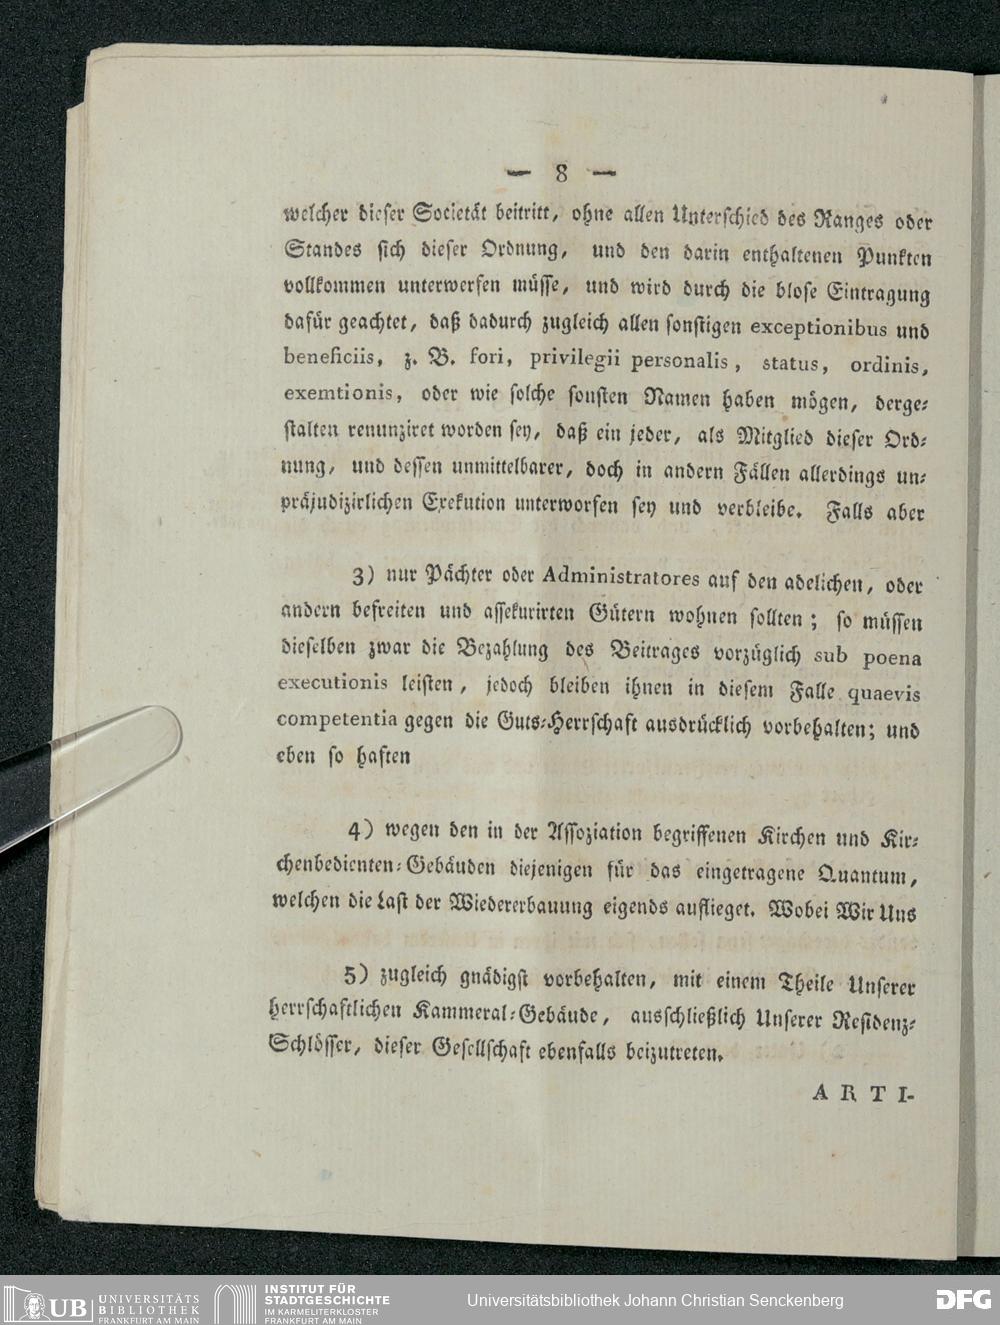 — 8 —
welcher dieser Societät beitritt, ohne allen Unterschied des Ranges oder
Standes sich dieser Ordnung, und den darin enthaltenen Punkten
vollkommen unterwerfen müsse, und wird durch die blose Eintragung
dafür geachtet, daß dadurch zugleich allen sonstigen exceptionibus und
beneficiis, z. B. fori, privilegii personalis, status, ordinis,
exemtionis, oder wie solche sonsten Namen haben mögen, derge-
stalten renunziret worden sey, daß ein jeder, als Mitglied dieser Ord-
nung, und dessen unmittelbarer, doch in andern Fällen allerdings un-
präjudizirlichen Exekution unterworfen sey und verbleibe. Falls aber
3) nur Pächter oder Administratores auf den adelichen, oder
andern befreiten und assekurirten Gütern wohnen sollten; so müssen
dieselben zwar die Bezahlung des Beitrages vorzüglich sub poena
executionis leisten, jedoch bleiben ihnen in diesem Falle quaevis
competentia gegen die Guts-Herrschaft ausdrücklich vorbehalten; und
eben so haften
4) wegen den in der Assoziation begriffenen Kirchen und Kir-
chenbedienten-Gebäuden diejenigen für das eingetragene Quantum,
welchen die Last der Wiedererbauung eigends auflieget. Wobei Wir Uns
5) zugleich gnädigst vorbehalten, mit einem Theile Unserer
herrschaftlichen Kammeral-Gebäude, ausschließlich Unserer Residenz-
Schlösser, dieser Gesellschaft ebenfalls beizutreten.
ARTI-
UB UNIVERSITÄTS
BIBLIOTHEK
FRANKFURT AM MAIN
INSTITUT FÜR
STADTGESCHICHTE
IM KARMELITERKLOSTER
FRANKFURT AM MAIN
Universitätsbibliothek Johann Christian Senckenberg
DFG